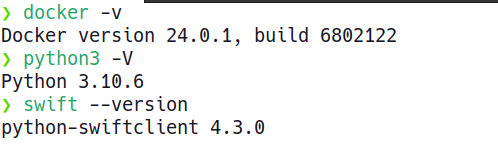 ❯ docker -v
Docker version 24.0.1, build 6802122
❯ python3 -V
Python 3.10.6
❯ swift --version
python-swiftclient 4.3.0